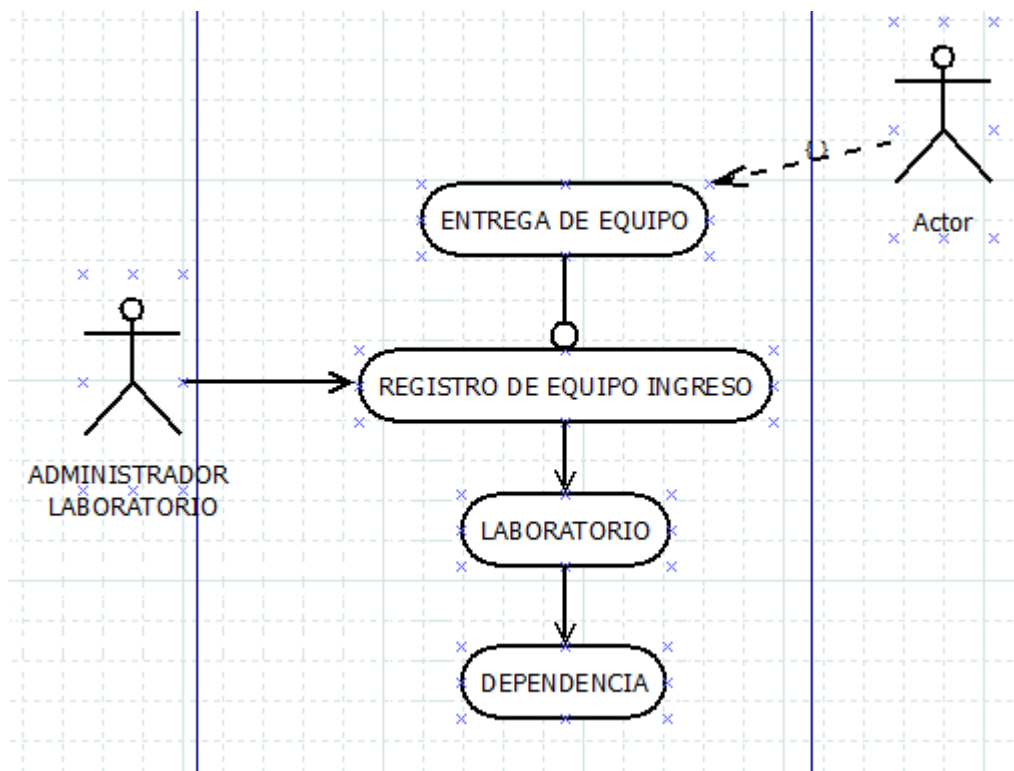 { }
ENTREGA DE EQUIPO
Actor
REGISTRO DE EQUIPO INGRESO
ADMINISTRADOR
LABORATORIO
LABORATORIO
DEPENDENCIA